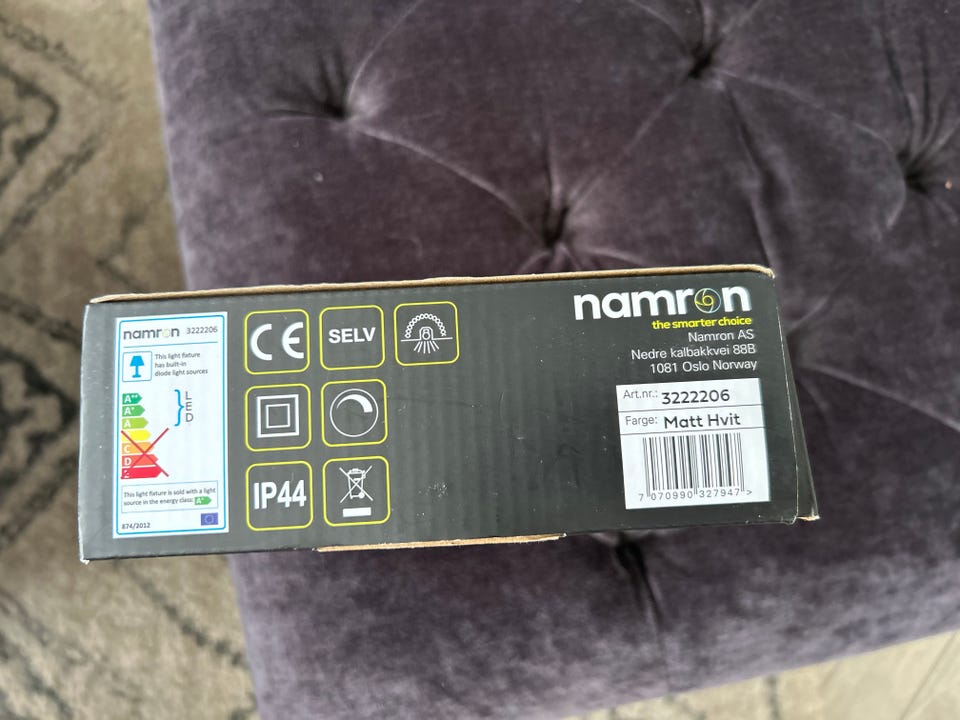 namron 3222206
This light fixture
has built-in
diode light sources
A++
A+
A
C
D
E
LED
This light fixture is sold with a light
source in the energy class: A+
874/2012
CE
SELV
IP44
namron
the smarter choice
Namron AS
Nedre kalbakkvei 88B
1081 Oslo Norway
Art.nr.: 3222206
Farge: Matt Hvit
7 070990 327947 >